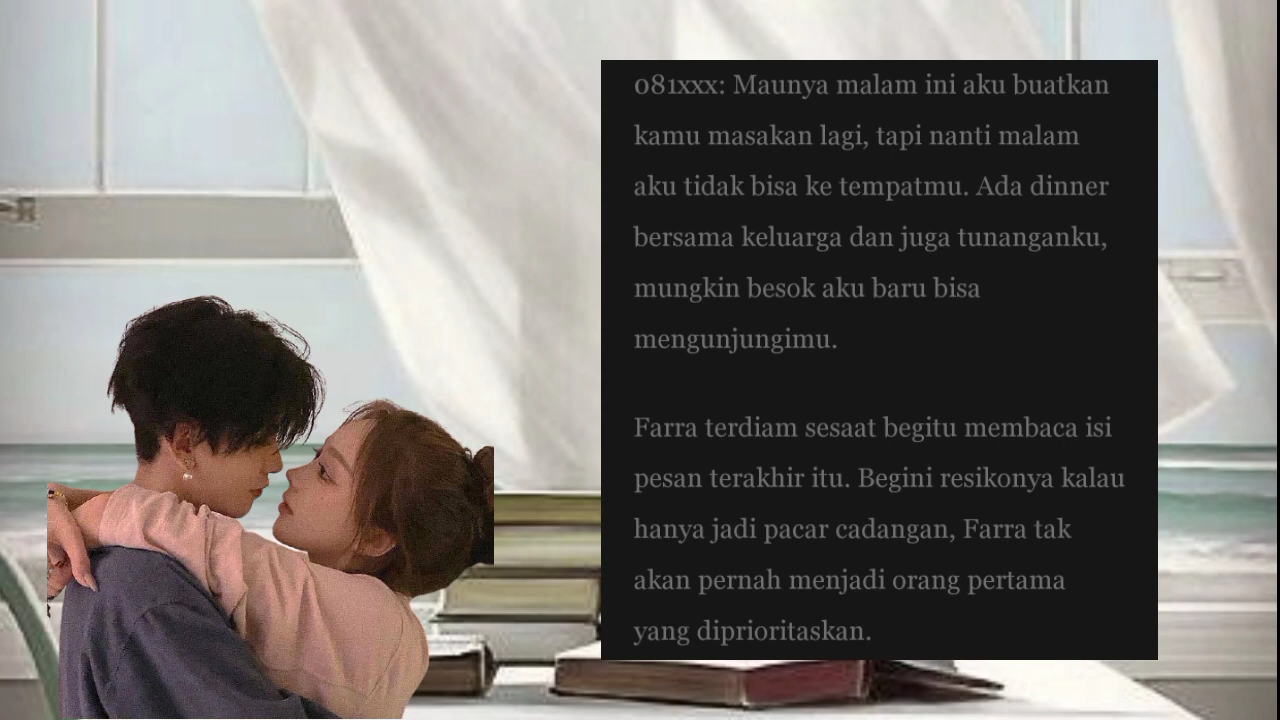 081xxx: Maunya malam ini aku buatkan
kamu masakan lagi, tapi nanti malam
aku tidak bisa ke tempatmu. Ada dinner
bersama keluarga dan juga tunanganku,
mungkin besok aku baru bisa
mengunjungimu.
Farra terdiam sesaat begitu membaca isi
pesan terakhir itu. Begini resikonya kalau
hanya jadi pacar cadangan, Farra tak
akan pernah menjadi orang pertama
yang diprioritaskan.